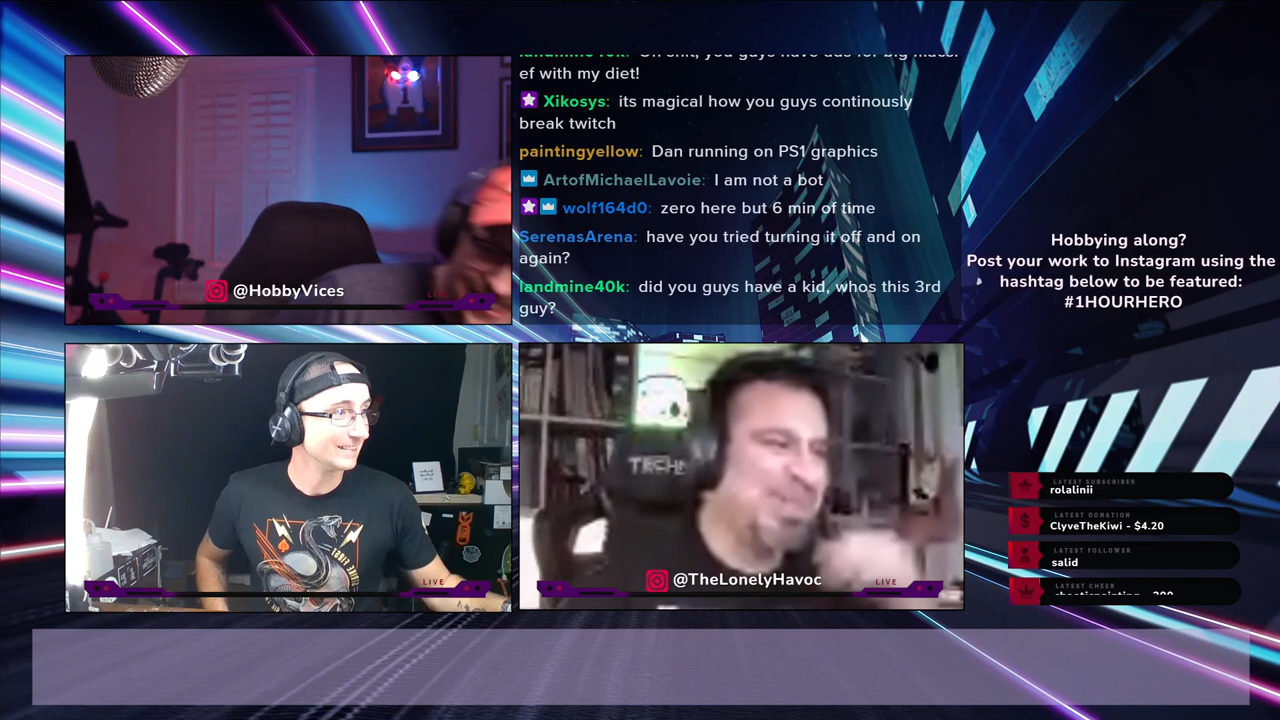 ef with my diet!
Xikosys: its magical how you guys continously
break twitch
paintingyellow: Dan running on PS1 graphics
ArtofMichaelLavoie: I am not a bot
wolf164d0: zero here but 6 min of time
SerenasArena: have you tried turning it off and on
again?
landmine40k: did you guys have a kid, whos this 3rd
guy?
@HobbyVices
LIVE
Hobbying along?
Post your work to Instagram using the
hashtag below to be featured:
#1HOURHERO
LIVE
TECHN
@TheLonelyHavoc
LIVE
LATEST SUBSCRIBER
rolalinii
LATEST DONATION
ClyveTheKiwi - $4.20
LATEST FOLLOWER
salid
LATEST CHEER